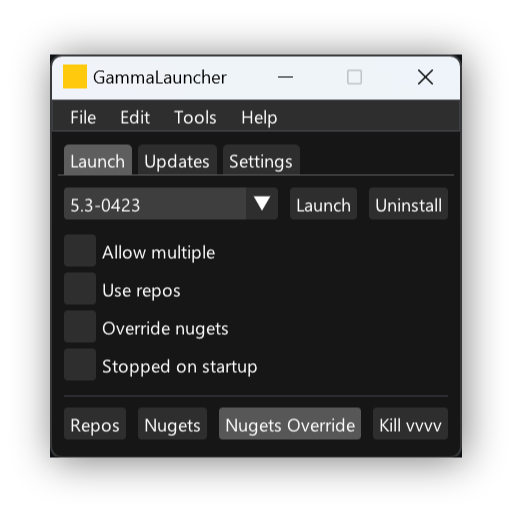 GammaLauncher
File Edit Tools Help
Launch Updates Settings
5.3-0423 Launch Uninstall
Allow multiple
Use repos
Override nugets
Stopped on startup
Repos Nugets Nugets Override Kill vvvv